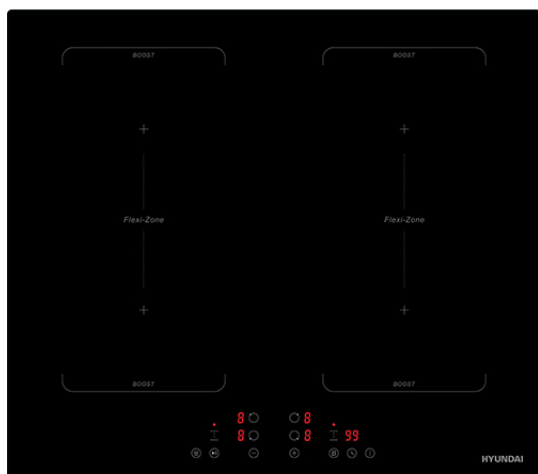 BOOST BOOST
Flexi-Zone Flexi-Zone
BOOST BOOST
8 8
8 8 99
B
HYUNDAI